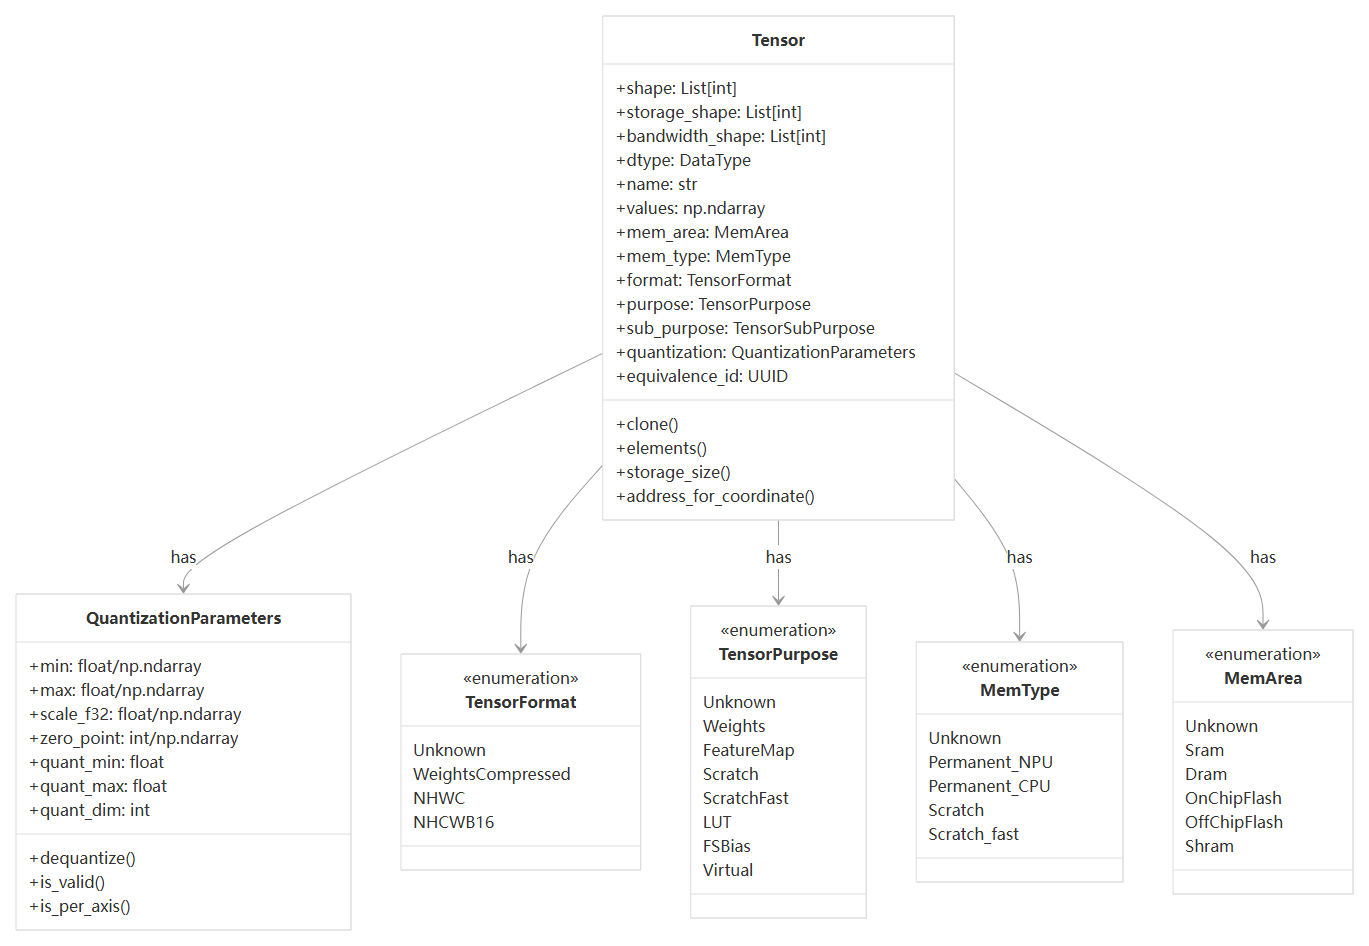 Tensor
+shape: List[int]
+storage_shape: List[int]
+bandwidth_shape: List[int]
+dtype: DataType
+name: str
+values: np.ndarray
+mem_area: MemArea
+mem_type: MemType
+format: TensorFormat
+purpose: TensorPurpose
+sub_purpose: TensorSubPurpose
+quantization: QuantizationParameters
+equivalence_id: UUID
+clone()
+elements()
+storage_size()
+address_for_coordinate()
has
has
has
has
has
QuantizationParameters
+min: float/np.ndarray
+max: float/np.ndarray
+scale_f32: float/np.ndarray
+zero_point: int/np.ndarray
+quant_min: float
+quant_max: float
+quant_dim: int
+dequantize()
+is_valid()
+is_per_axis()
«enumeration»
TensorFormat
Unknown
WeightsCompressed
NHWC
NHCWB16
«enumeration»
TensorPurpose
Unknown
Weights
FeatureMap
Scratch
ScratchFast
LUT
FSBias
Virtual
«enumeration»
MemType
Unknown
Permanent_NPU
Permanent_CPU
Scratch
Scratch_fast
«enumeration»
MemArea
Unknown
Sram
Dram
OnChipFlash
OffChipFlash
Shram